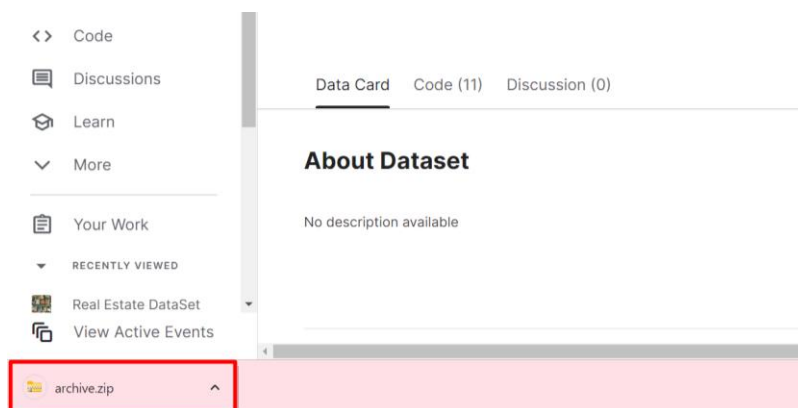 Code
Discussions
Learn
More
Your Work
RECENTLY VIEWED
Real Estate DataSet
View Active Events
Data Card Code (11) Discussion (0)
About Dataset
No description available
archive.zip